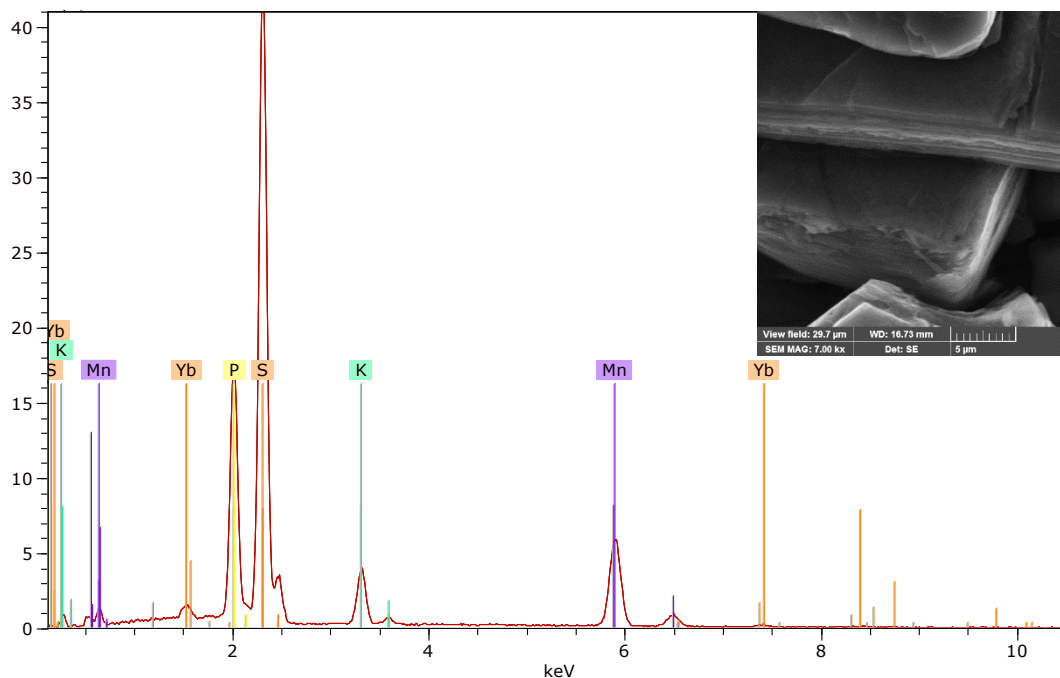 40
35
30
25
20
15
10
5
0
Yb
K
S
Mn
Yb
P
S
K
Mn
Yb
2
4
6
8
10
keV
View field: 29.7 µm WD: 16.73 mm
SEM MAG: 7.00 kx Det: SE 5 µm